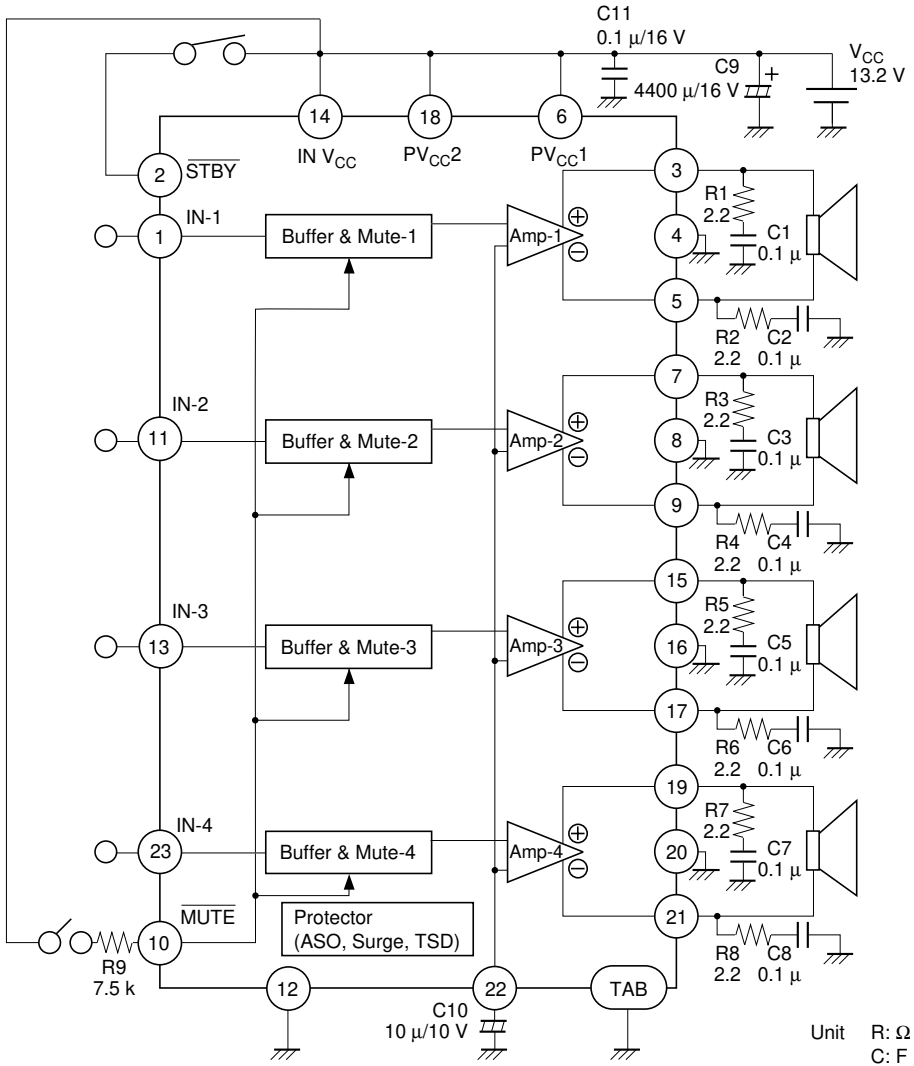 C11
0.1 μ/16 V
C9
+
4400 μ/16 V
VCC
13.2 V
14
18
6
IN VCC
PVCC2
PVCC1
2
STBY
3
R1
2.2
C1
0.1 μ
IN-1
1
Buffer & Mute-1
Amp-1
+
−
4
5
R2
2.2
C2
0.1 μ
7
R3
2.2
C3
0.1 μ
IN-2
11
Buffer & Mute-2
Amp-2
+
−
8
9
R4
2.2
C4
0.1 μ
15
R5
2.2
C5
0.1 μ
IN-3
13
Buffer & Mute-3
Amp-3
+
−
16
17
R6
2.2
C6
0.1 μ
19
R7
2.2
C7
0.1 μ
IN-4
23
Buffer & Mute-4
Amp-4
+
−
20
21
R8
2.2
C8
0.1 μ
MUTE
10
R9
7.5 k
Protector
(ASO, Surge, TSD)
12
22
TAB
C10
10 μ/10 V
Unit R: Ω
C: F